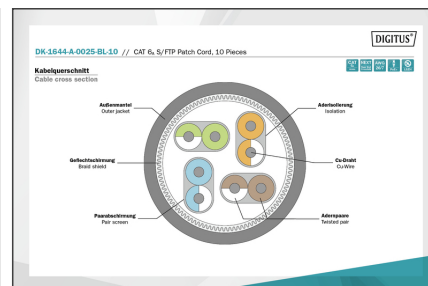 DIGITUS®
DK-1644-A-0025-BL-10 // CAT 6A S/FTP Patch Cord, 10 Pieces
Kabelquerschnitt
Cable cross section
Außenmantel
Outer jacket
Aderisolierung
Isolation
Geflechtschirmung
Braid shield
Cu-Draht
Cu-Wire
Paarabschirmung
Pair screen
Adernpaare
Twisted pair